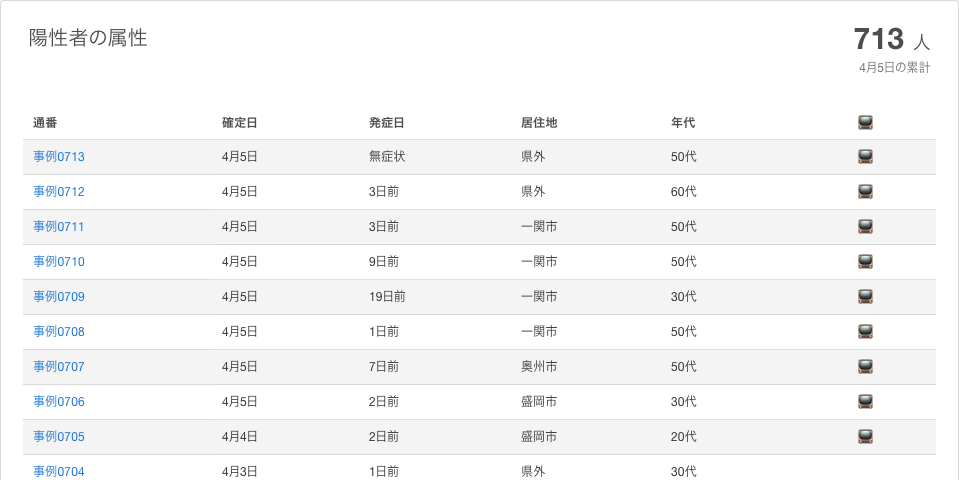 陽性者の属性
713 人
4月5日の累計
通番 確定日 発症日 居住地 年代
事例0713 4月5日 無症状 県外 50代
事例0712 4月5日 3日前 県外 60代
事例0711 4月5日 3日前 一関市 50代
事例0710 4月5日 9日前 一関市 50代
事例0709 4月5日 19日前 一関市 30代
事例0708 4月5日 1日前 一関市 50代
事例0707 4月5日 7日前 奥州市 50代
事例0706 4月5日 2日前 盛岡市 30代
事例0705 4月4日 2日前 盛岡市 20代
事例0704 4月3日 1日前 県外 30代